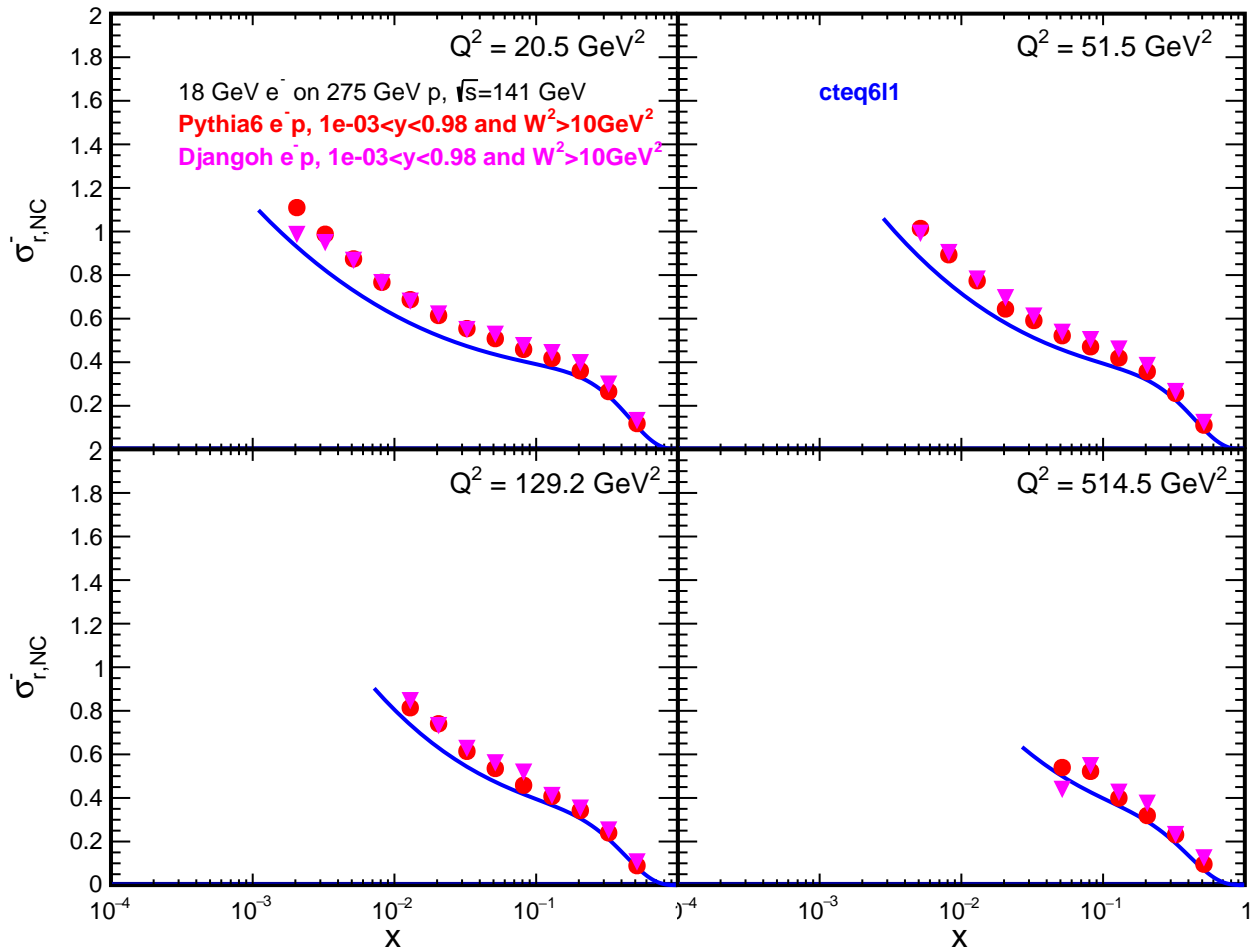 Q² = 20.5 GeV²
18 GeV e⁻ on 275 GeV p, √s=141 GeV
Pythia6 e⁻p, 1e-03<y<0.98 and W²>10GeV²
Djangoh e⁻p, 1e-03<y<0.98 and W²>10GeV²
2
1.8
1.6
1.4
1.2
1
0.8
0.6
0.4
0.2
σ⁻r,NC
Q² = 51.5 GeV²
cteq6l1
Q² = 129.2 GeV²
2
1.8
1.6
1.4
1.2
1
0.8
0.6
0.4
0.2
0
σ⁻r,NC
10⁻⁴ 10⁻³ 10⁻² 10⁻¹
x
Q² = 514.5 GeV²
0⁻⁴ 10⁻³ 10⁻² 10⁻¹ 1
x